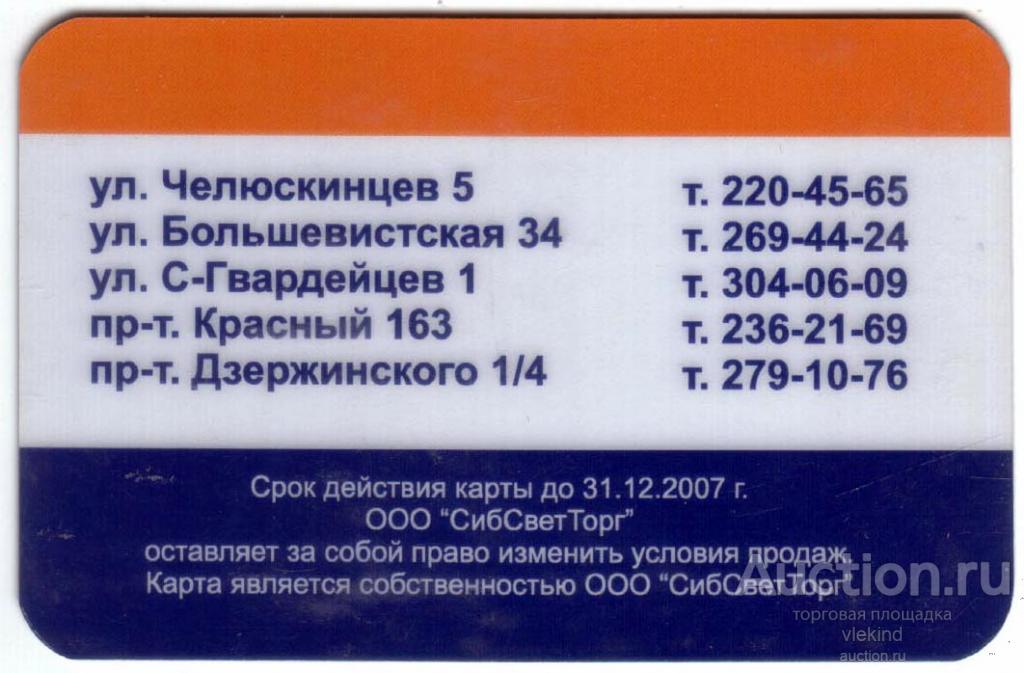 ул. Челюскинцев 5 т. 220-45-65
ул. Большевистская 34 т. 269-44-24
ул. С-Гвардейцев 1 т. 304-06-09
пр-т. Красный 163 т. 236-21-69
пр-т. Дзержинского 1/4 т. 279-10-76
Срок действия карты до 31.12.2007 г.
ООО “СибСветТорг”
оставляет за собой право изменить условия продаж.
Карта является собственностью ООО “СибСветТорг”
Auction.ru
торговая площадка
vlekind
auction.ru